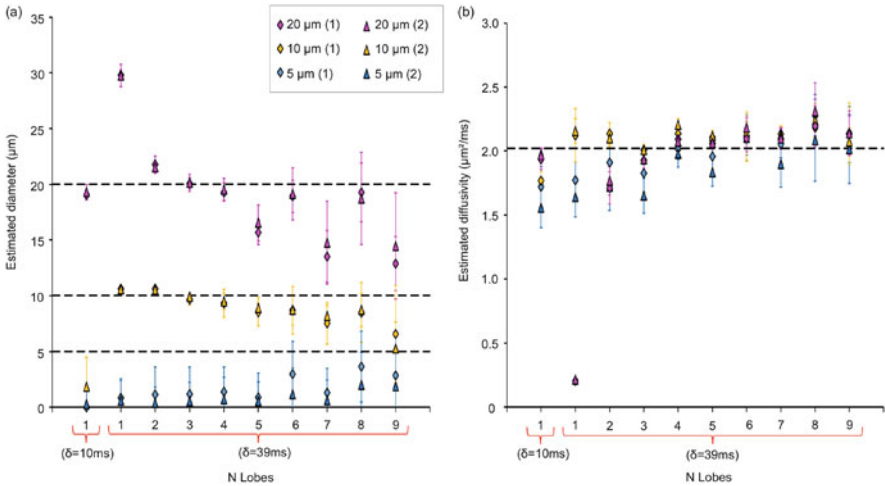 (a)
35
30
25
20
15
10
5
0
Estimated diameter (μm)
20 μm (1)
20 μm (2)
10 μm (1)
10 μm (2)
5 μm (1)
5 μm (2)
1 1 2 3 4 5 6 7 8 9
(δ=10ms) (δ=39ms)
N Lobes
(b)
3.0
2.5
2.0
1.5
1.0
0.5
0.0
Estimated diffusivity (μm²/ms)
1 1 2 3 4 5 6 7 8 9
(δ=10ms) (δ=39ms)
N Lobes